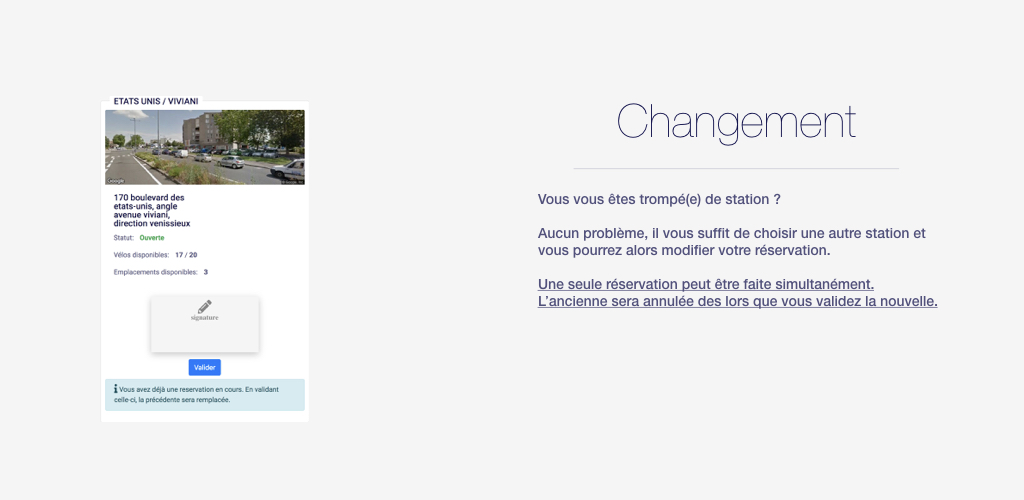 ETATS UNIS / VIVIANI
Google
170 boulevard des
etats-unis, angle
avenue viviani,
direction venissieux
Statut: Ouverte
Vélos disponibles: 17 / 20
Emplacements disponibles: 3
signature
Valider
Vous avez déjà une reservation en cours. En validant
celle-ci, la précédente sera remplacée.
Changement
Vous vous êtes trompé(e) de station ?
Aucun problème, il vous suffit de choisir une autre station et
vous pourrez alors modifier votre réservation.
Une seule réservation peut être faite simultanément.
L'ancienne sera annulée des lors que vous validez la nouvelle.